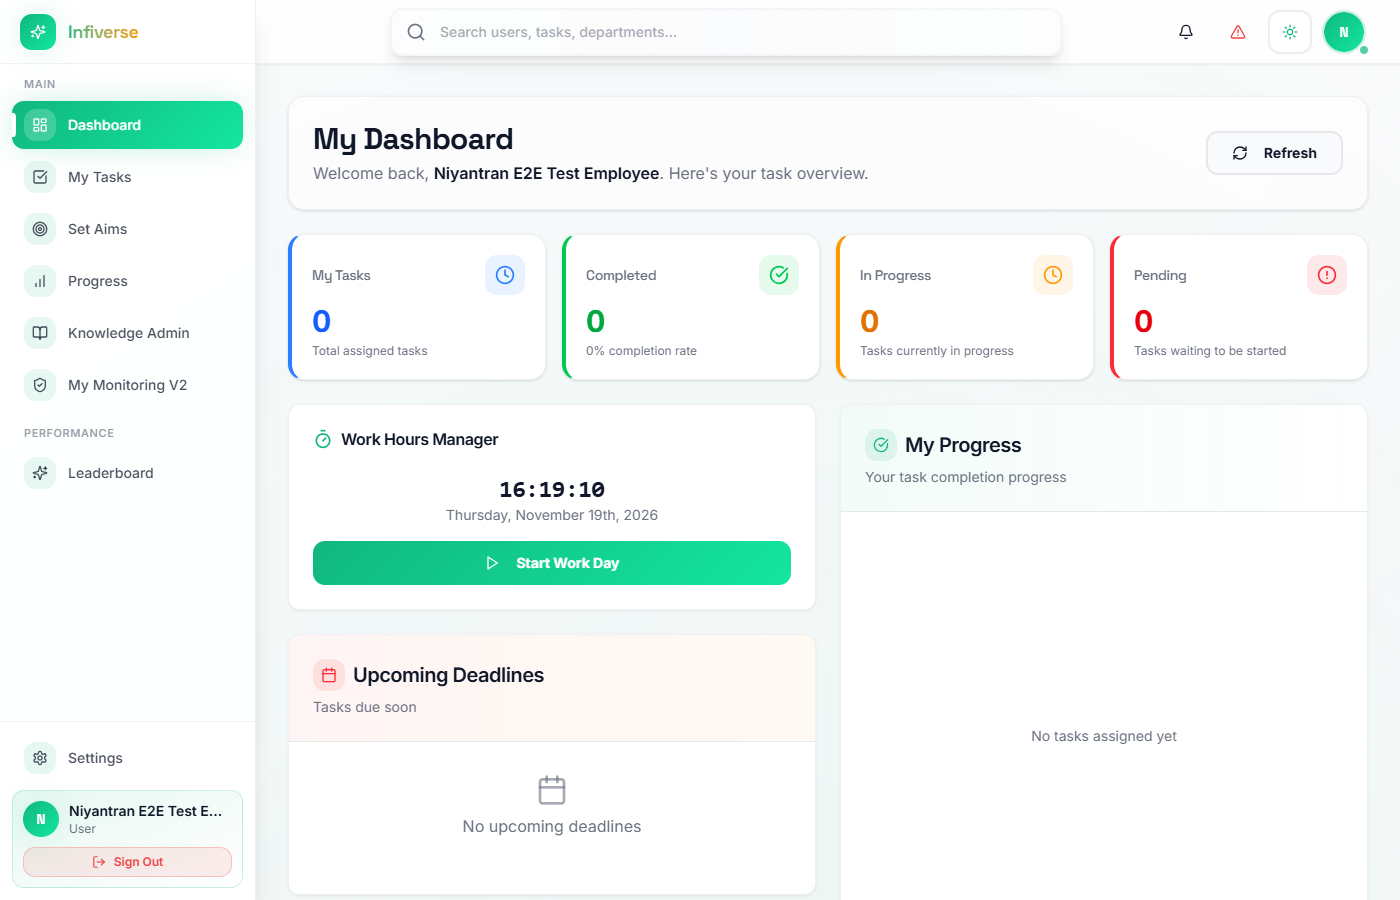 Infiverse
Search users, tasks, departments...
N
MAIN
Dashboard
My Tasks
Set Aims
Progress
Knowledge Admin
My Monitoring V2
PERFORMANCE
Leaderboard
Settings
N
Niyantran E2E Test E...
User
Sign Out
My Dashboard
Welcome back, Niyantran E2E Test Employee. Here's your task overview.
Refresh
My Tasks
0
Total assigned tasks
Completed
0
0% completion rate
In Progress
0
Tasks currently in progress
Pending
0
Tasks waiting to be started
Work Hours Manager
16:19:10
Thursday, November 19th, 2026
Start Work Day
Upcoming Deadlines
Tasks due soon
No upcoming deadlines
My Progress
Your task completion progress
No tasks assigned yet